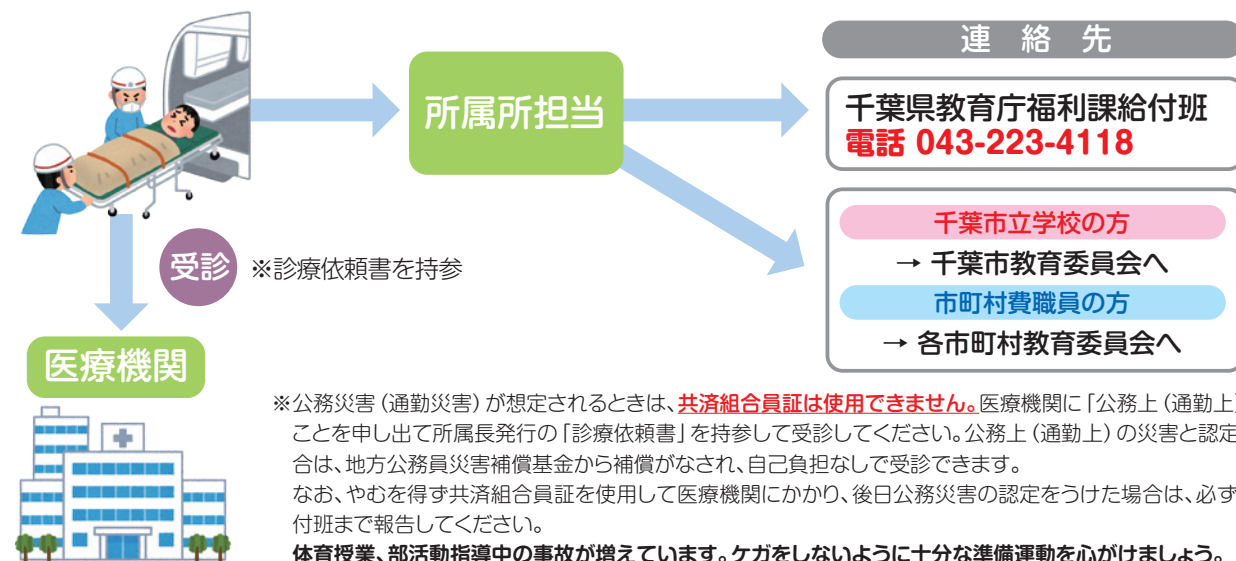 連絡先
所属所担当
千葉県教育庁福利課給付班
電話 043-223-4118
千葉市立学校の方
→ 千葉市教育委員会へ
市町村費職員の方
→ 各市町村教育委員会へ
受診
※診療依頼書を持参
医療機関
※公務災害(通勤災害)が想定されるときは、共済組合員証は使用できません。医療機関に「公務上(通勤上)
ことを申し出て所属長発行の「診療依頼書」を持参して受診してください。公務上(通勤上)の災害と認定
合は、地方公務員災害補償基金から補償がなされ、自己負担なしで受診できます。
なお、やむを得ず共済組合員証を使用して医療機関にかかり、後日公務災害の認定をうけた場合は、必ず
付班まで報告してください。
体育授業、部活動指導中の事故が増えています。ケガをしないように十分な準備運動を心がけましょう。